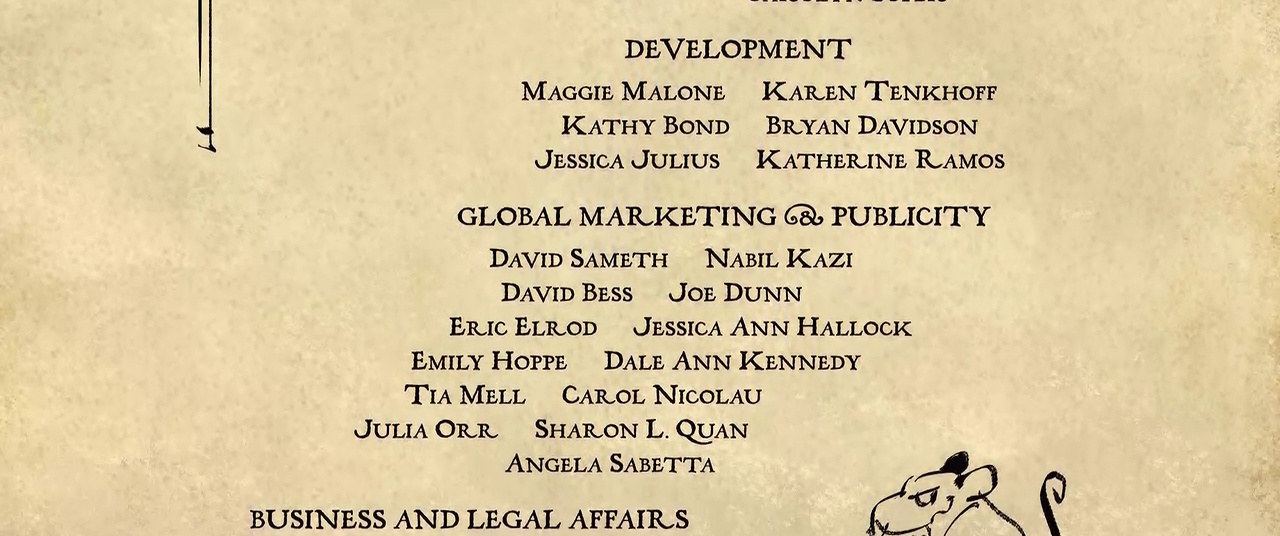 DEVELOPMENT
MAGGIE MALONE KAREN TENKHOFF
KATHY BOND BRYAN DAVIDSON
JESSICA JULIUS KATHERINE RAMOS
GLOBAL MARKETING & PUBLICITY
DAVID SAMETH NABIL KAZI
DAVID BESS JOE DUNN
ERIC ELROD JESSICA ANN HALLOCK
EMILY HOPPE DALE ANN KENNEDY
TIA MELL CAROL NICOLAU
JULIA ORR SHARON L. QUAN
ANGELA SABETTA
BUSINESS AND LEGAL AFFAIRS